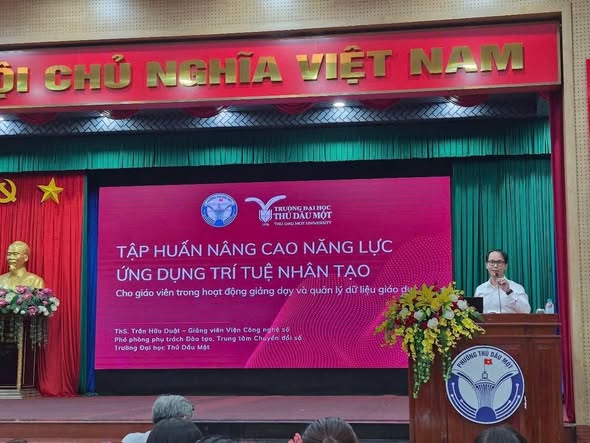 ỘI CHỦ NGHĨA VIỆT NAM
TRƯỜNG ĐẠI HỌC
THỦ DẦU MỘT
THU DAU MOT UNIVERSITY
TẬP HUẤN NÂNG CAO NĂNG LỰC
ỨNG DỤNG TRÍ TUỆ NHÂN TẠO
Cho giáo viên trong hoạt động giảng dạy và quản lý dữ liệu giáo dục
ThS. Trần Hữu Duật – Giảng viên Viện Công nghệ số
Phó phòng phụ trách Đào tạo, Trung tâm Chuyển đổi số
Trường Đại học Thủ Dầu Một
PHƯỜNG THỦ DẦU MỘT